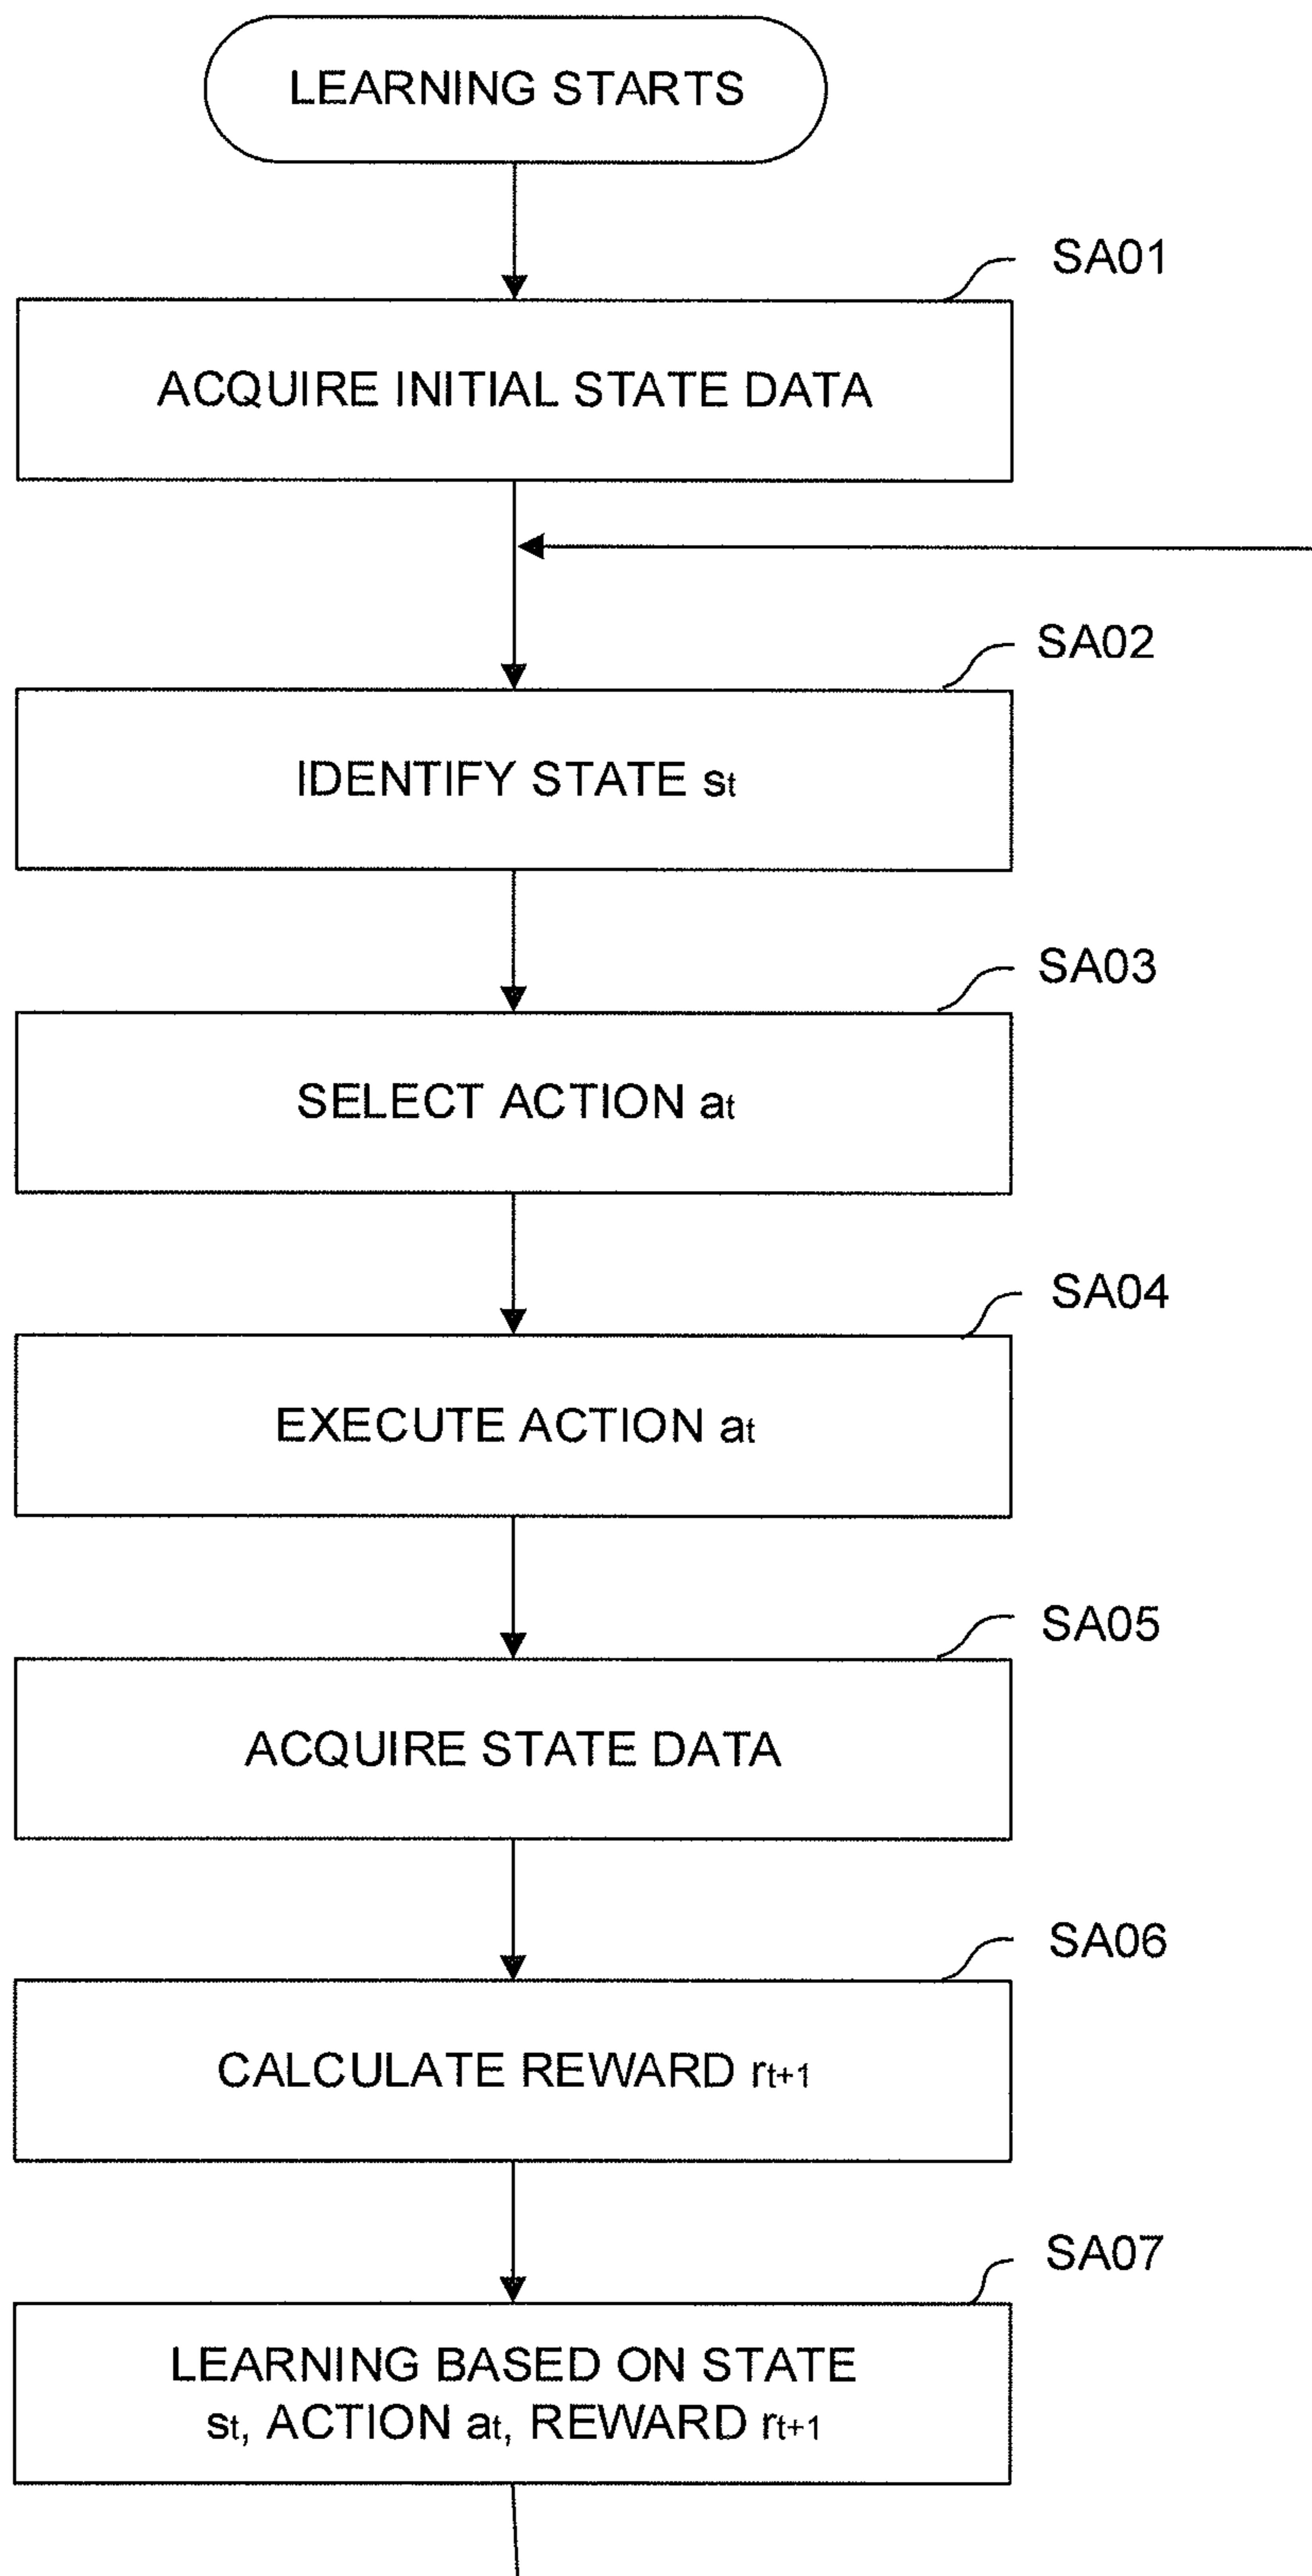 LEARNING STARTS
SA01
ACQUIRE INITIAL STATE DATA
SA02
IDENTIFY STATE st
SA03
SELECT ACTION at
SA04
EXECUTE ACTION at
SA05
ACQUIRE STATE DATA
SA06
CALCULATE REWARD rt+1
SA07
LEARNING BASED ON STATE
st, ACTION at, REWARD rt+1